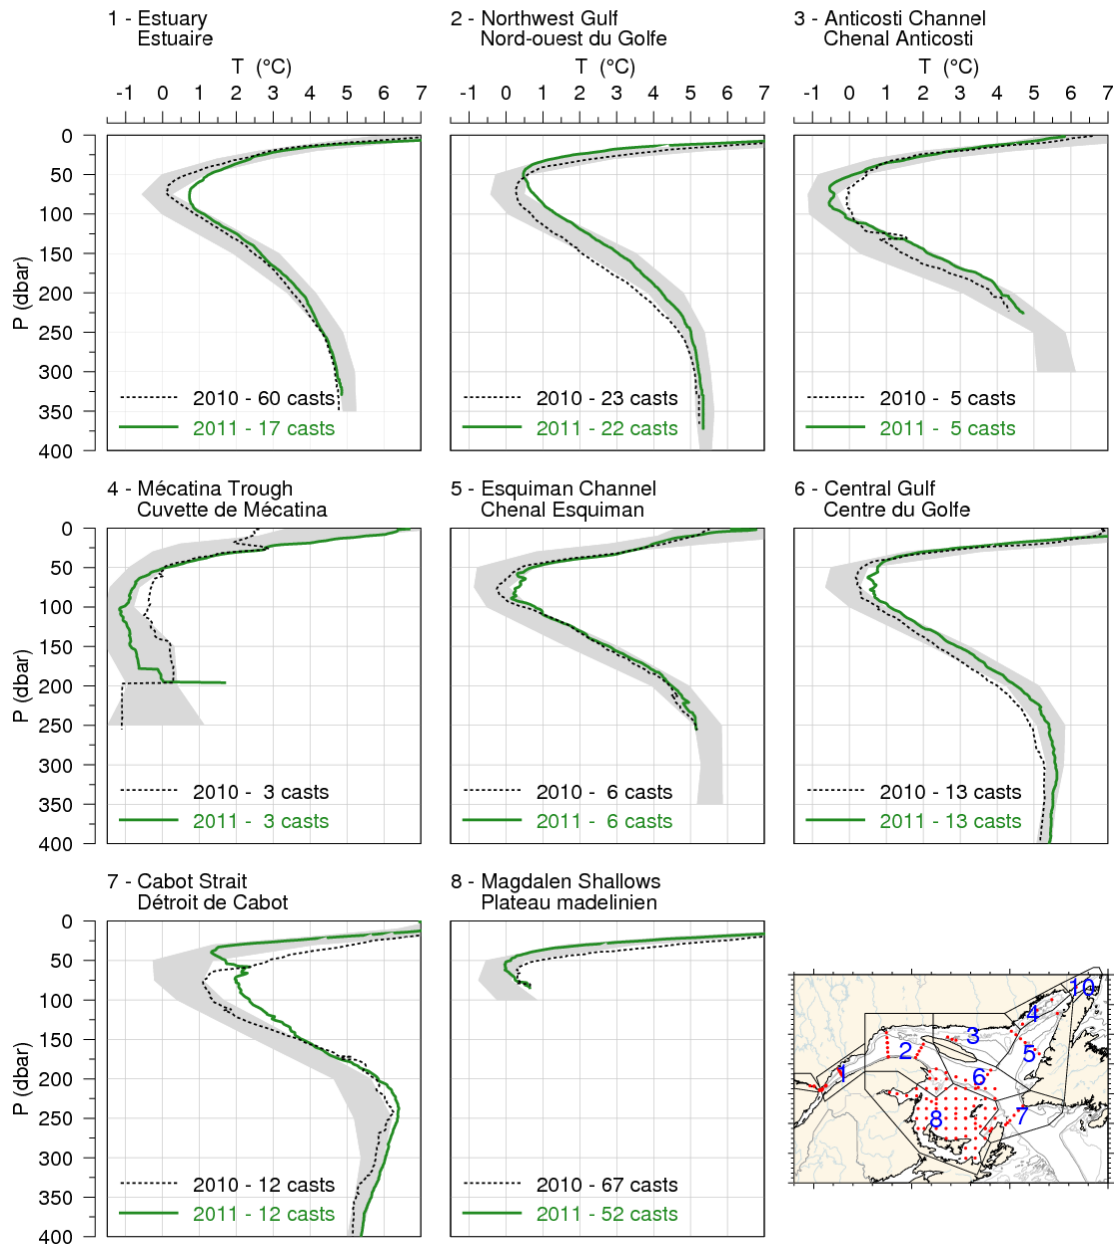 1 - Estuary
Estuaire
2 - Northwest Gulf
Nord-ouest du Golfe
3 - Anticosti Channel
Chenal Anticosti
T (°C)
T (°C)
T (°C)
-1 0 1 2 3 4 5 6 7
-1 0 1 2 3 4 5 6 7
-1 0 1 2 3 4 5 6 7
0
50
100
150
200
250
300
350
400
P (dbar)
2010 - 60 casts
2011 - 17 casts
2010 - 23 casts
2011 - 22 casts
2010 - 5 casts
2011 - 5 casts
4 - Mécatina Trough
Cuvette de Mécatina
5 - Esquiman Channel
Chenal Esquiman
6 - Central Gulf
Centre du Golfe
0
50
100
150
200
250
300
350
400
P (dbar)
2010 - 3 casts
2011 - 3 casts
2010 - 6 casts
2011 - 6 casts
2010 - 13 casts
2011 - 13 casts
7 - Cabot Strait
Détroit de Cabot
8 - Magdalen Shallows
Plateau madelinien
0
50
100
150
200
250
300
350
400
P (dbar)
2010 - 12 casts
2011 - 12 casts
2010 - 67 casts
2011 - 52 casts
10
4
3
2
5
1
6
8
7